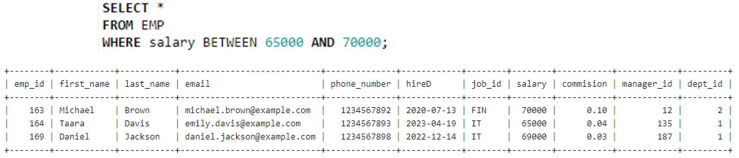 SELECT *
FROM EMP
WHERE salary BETWEEN 65000 AND 70000;
| emp_id | first_name | last_name | email | phone_number | hireD | job_id | salary | commision | manager_id | dept_id |
| 163 | Michael | Brown | michael.brown@example.com | 1234567892 | 2020-07-13 | FIN | 70000 | 0.10 | 12 | 2 |
| 164 | Taara | Davis | emily.davis@example.com | 1234567893 | 2023-04-19 | IT | 65000 | 0.04 | 135 | 1 |
| 169 | Daniel | Jackson | daniel.jackson@example.com | 1234567898 | 2022-12-14 | IT | 69000 | 0.03 | 187 | 1 |